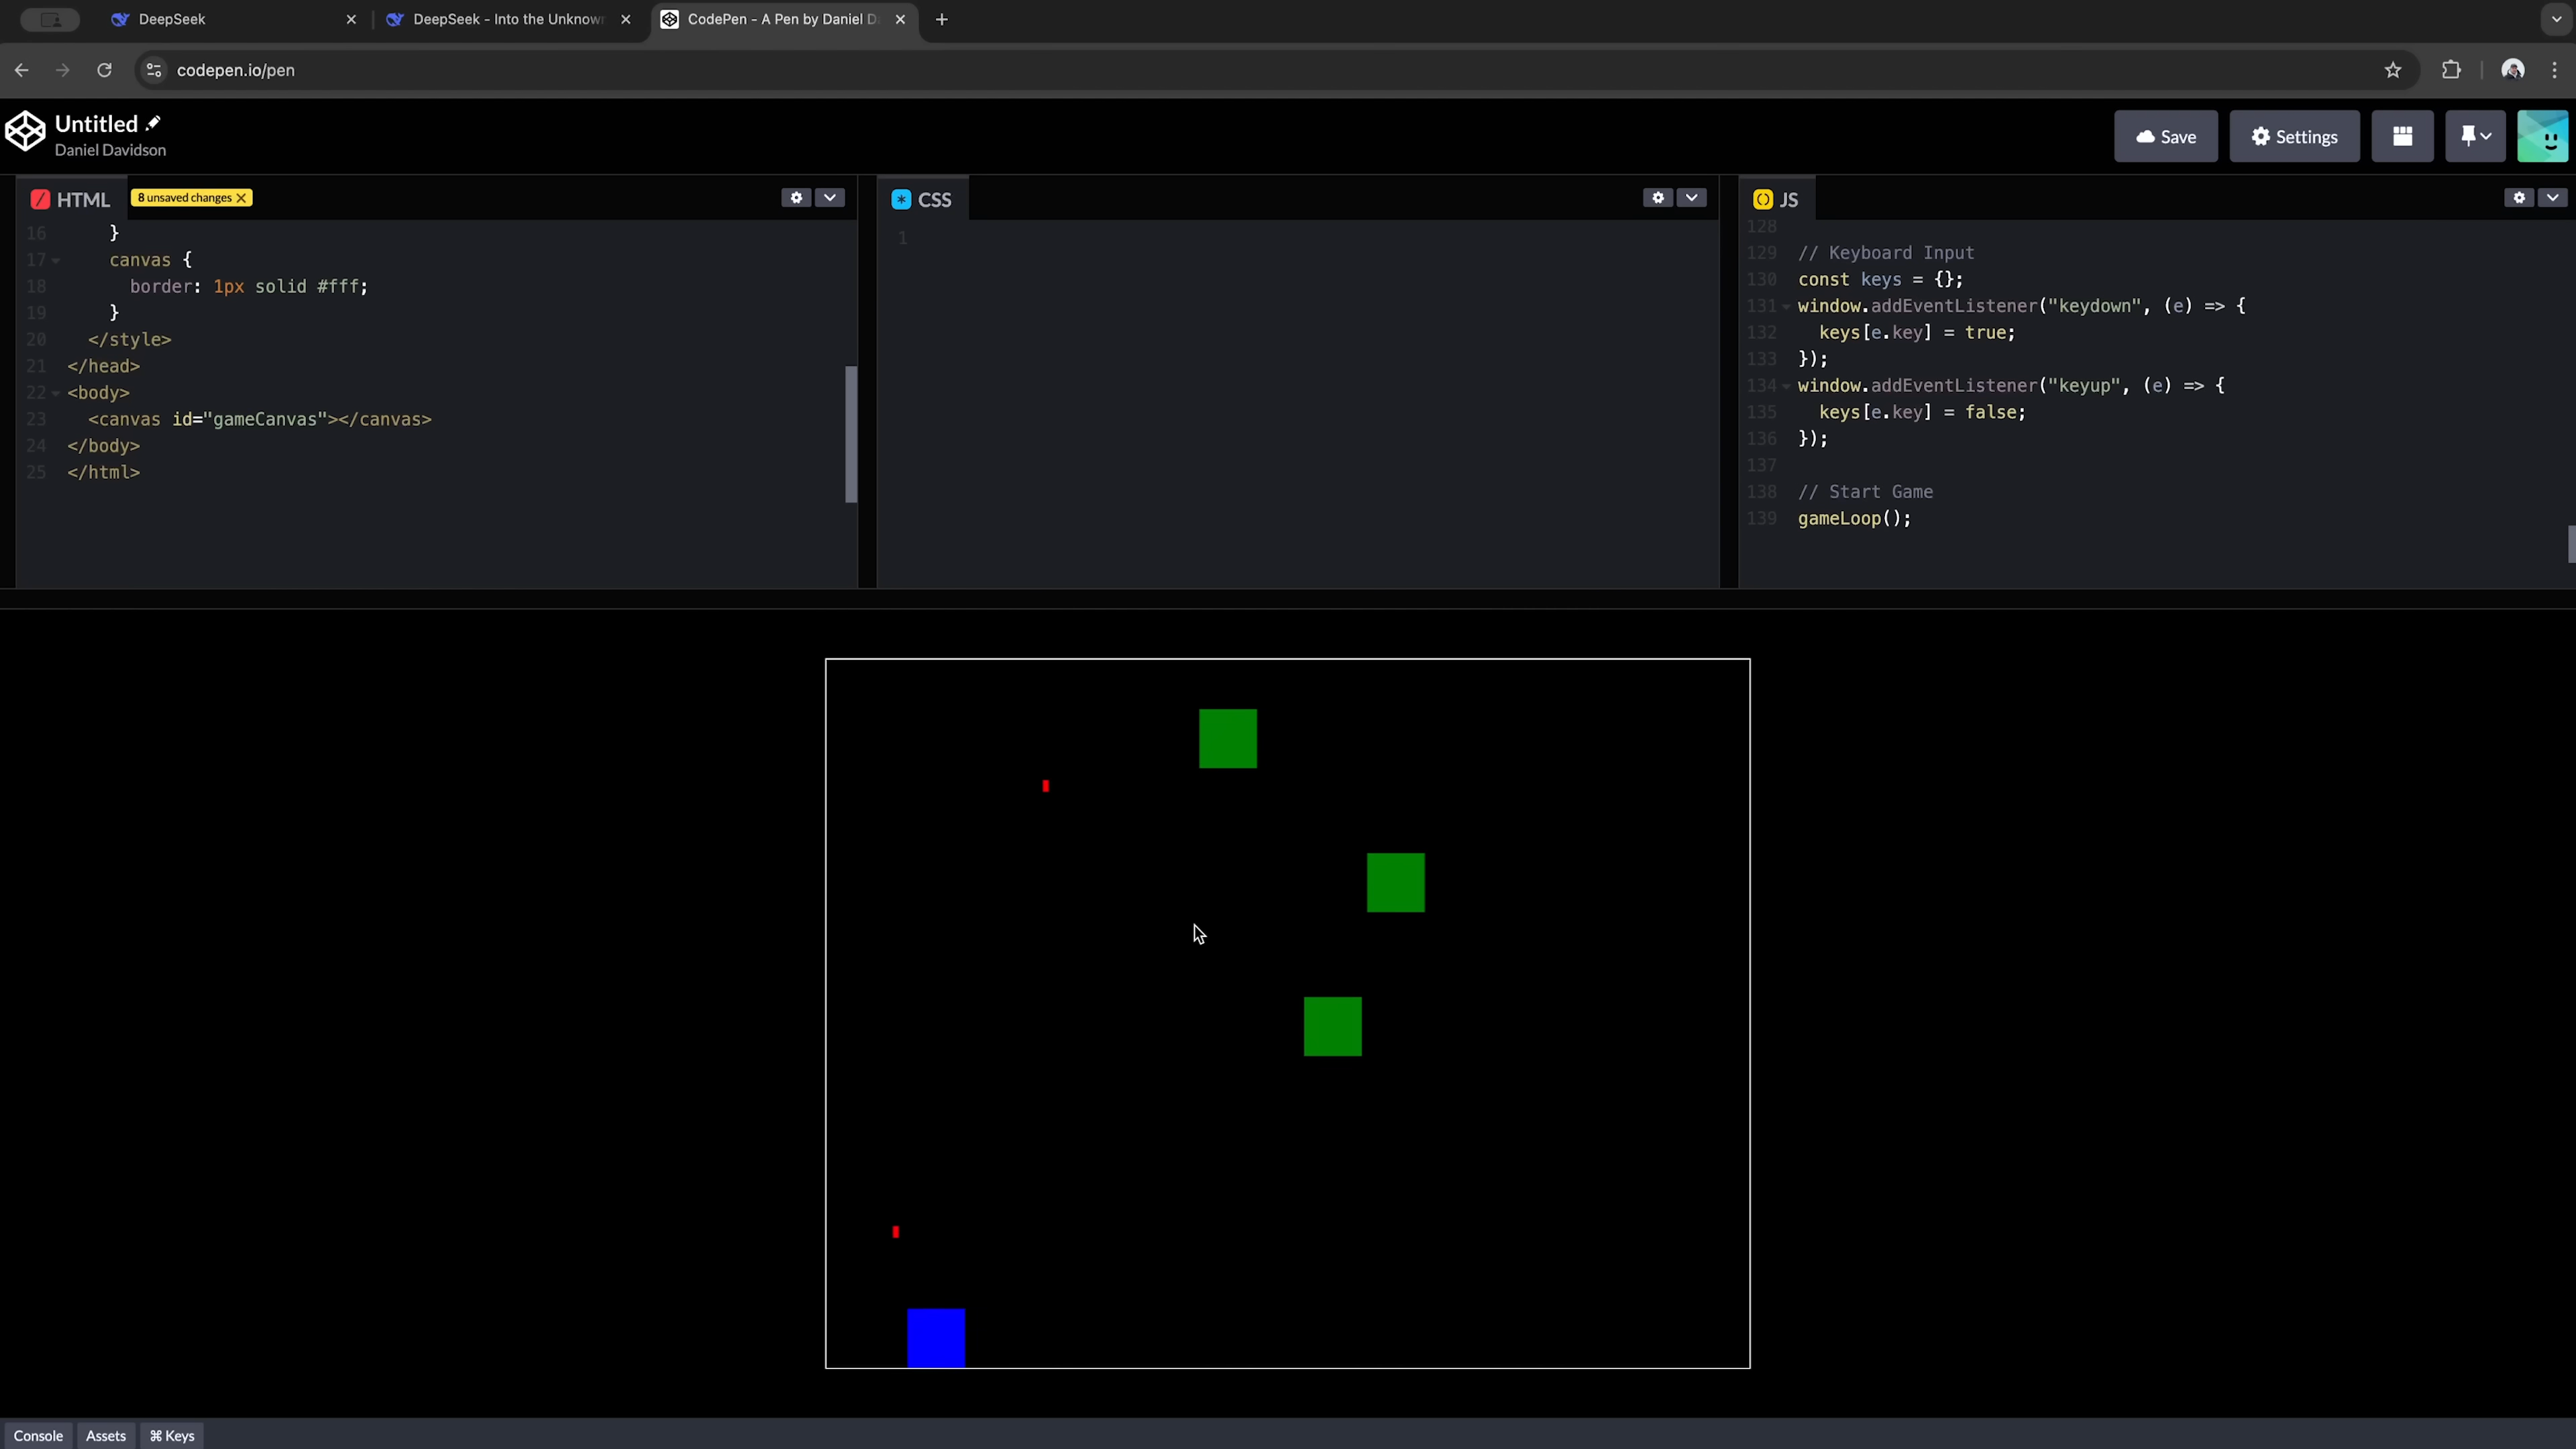 DeepSeek
DeepSeek - Into the Unknown
CodePen - A Pen by Daniel D
codepen.io/pen
Untitled
Daniel Davidson
Save
Settings
HTML
8 unsaved changes
CSS
JS
16 }
17 canvas {
18 border: 1px solid #fff;
19 }
20 </style>
21 </head>
22 <body>
23 <canvas id="gameCanvas"></canvas>
24 </body>
25 </html>
1
128
129 // Keyboard Input
130 const keys = {};
131 window.addEventListener("keydown", (e) => {
132 keys[e.key] = true;
133 });
134 window.addEventListener("keyup", (e) => {
135 keys[e.key] = false;
136 });
137
138 // Start Game
139 gameLoop();
Console
Assets
⌘ Keys